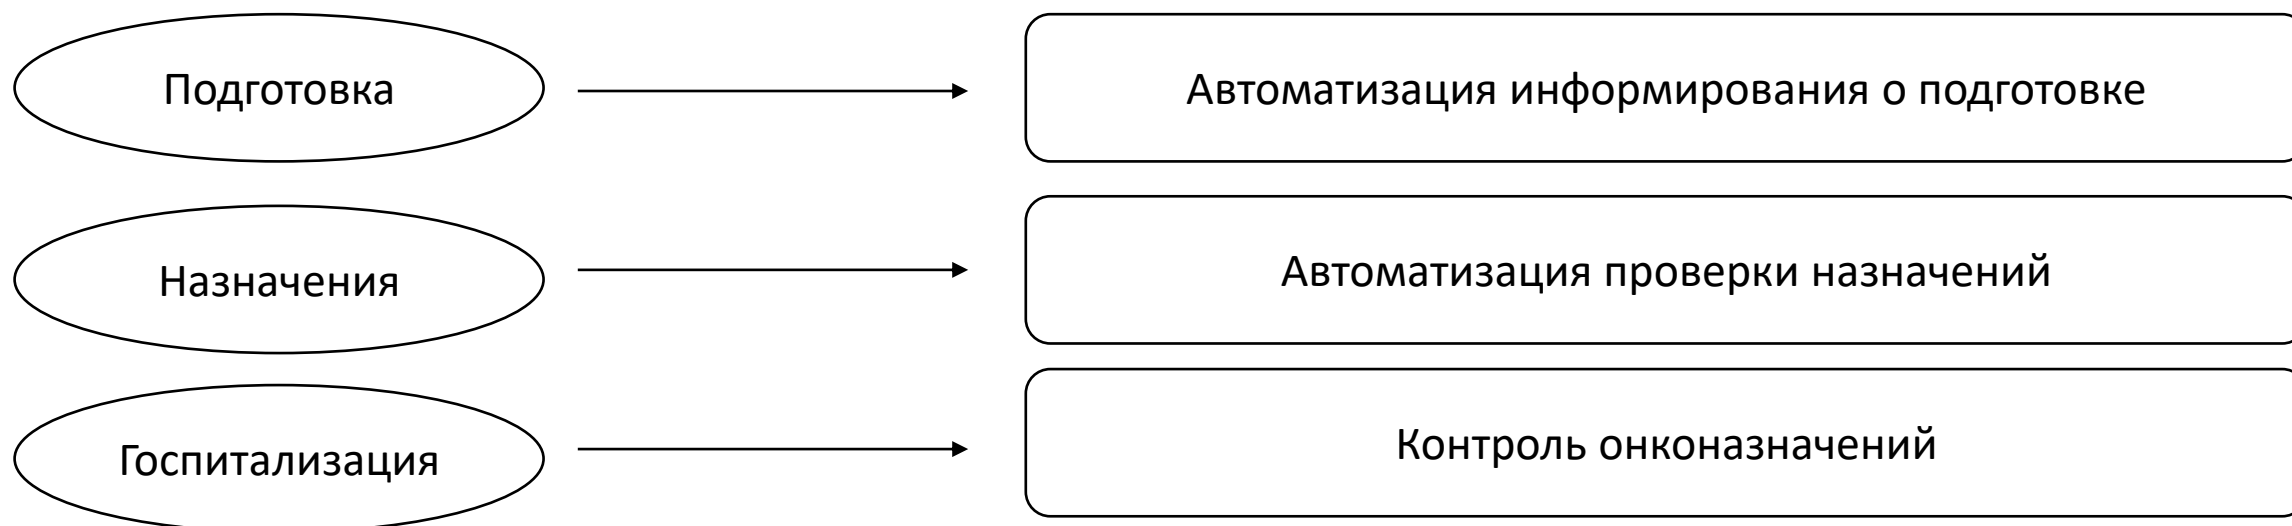 Подготовка
Автоматизация информирования о подготовке
Назначения
Автоматизация проверки назначений
Госпитализация
Контроль онконазначений